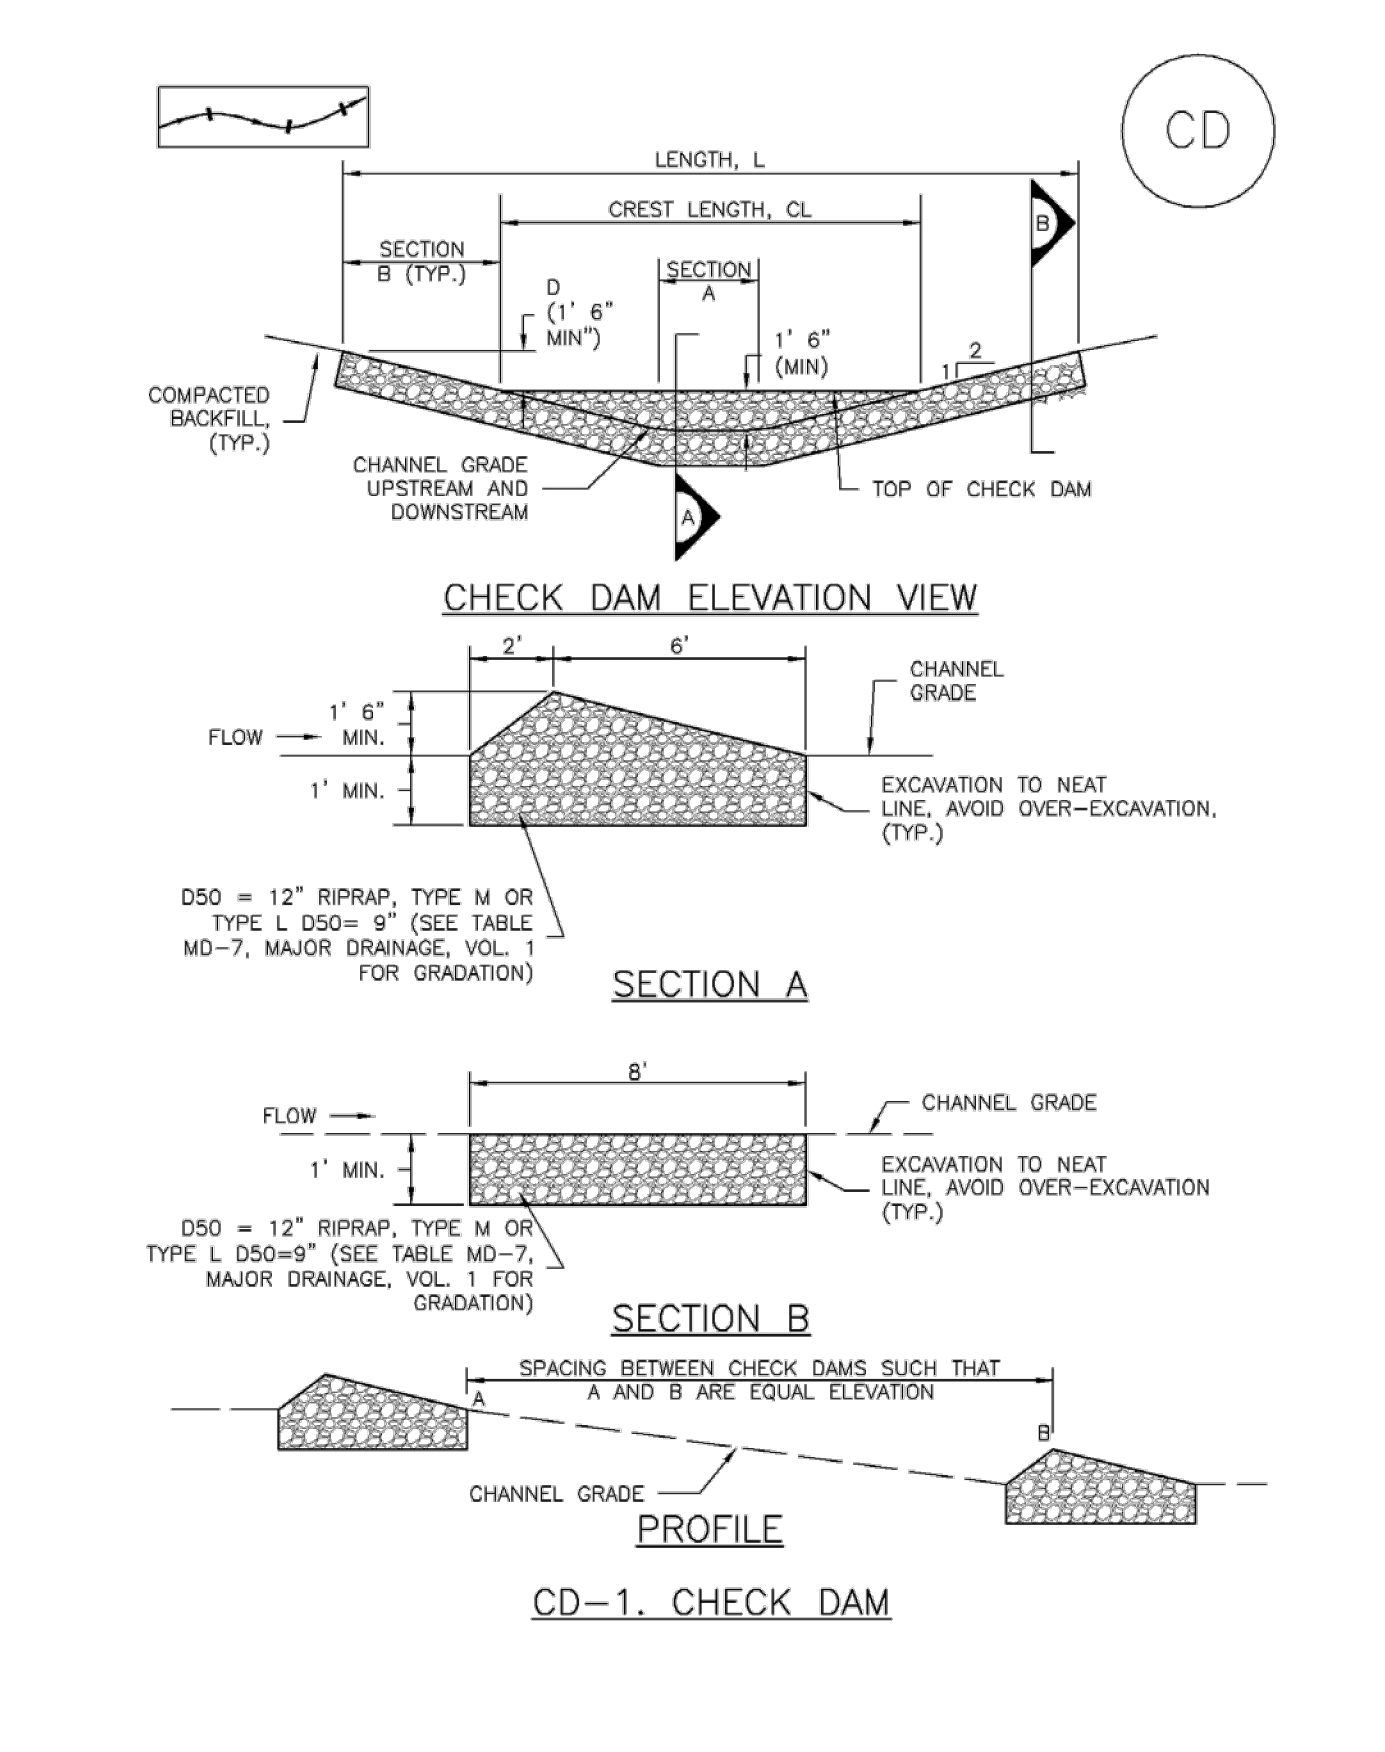 CD
LENGTH, L
CREST LENGTH, CL
B
SECTION
B (TYP.)
SECTION
A
D
(1' 6"
MIN")
1' 6"
(MIN)
2
1
COMPACTED
BACKFILL,
(TYP.)
CHANNEL GRADE
UPSTREAM AND
DOWNSTREAM
TOP OF CHECK DAM
A
CHECK DAM ELEVATION VIEW
2'
6'
CHANNEL
GRADE
1' 6"
MIN.
FLOW
1' MIN.
EXCAVATION TO NEAT
LINE, AVOID OVER-EXCAVATION,
(TYP.)
D50 = 12" RIPRAP, TYPE M OR
TYPE L D50= 9" (SEE TABLE
MD-7, MAJOR DRAINAGE, VOL. 1
FOR GRADATION)
SECTION A
8'
FLOW
CHANNEL GRADE
1' MIN.
EXCAVATION TO NEAT
LINE, AVOID OVER-EXCAVATION
(TYP.)
D50 = 12" RIPRAP, TYPE M OR
TYPE L D50=9" (SEE TABLE MD-7,
MAJOR DRAINAGE, VOL. 1 FOR
GRADATION)
SECTION B
SPACING BETWEEN CHECK DAMS SUCH THAT
A AND B ARE EQUAL ELEVATION
A
B
CHANNEL GRADE
PROFILE
CD-1. CHECK DAM